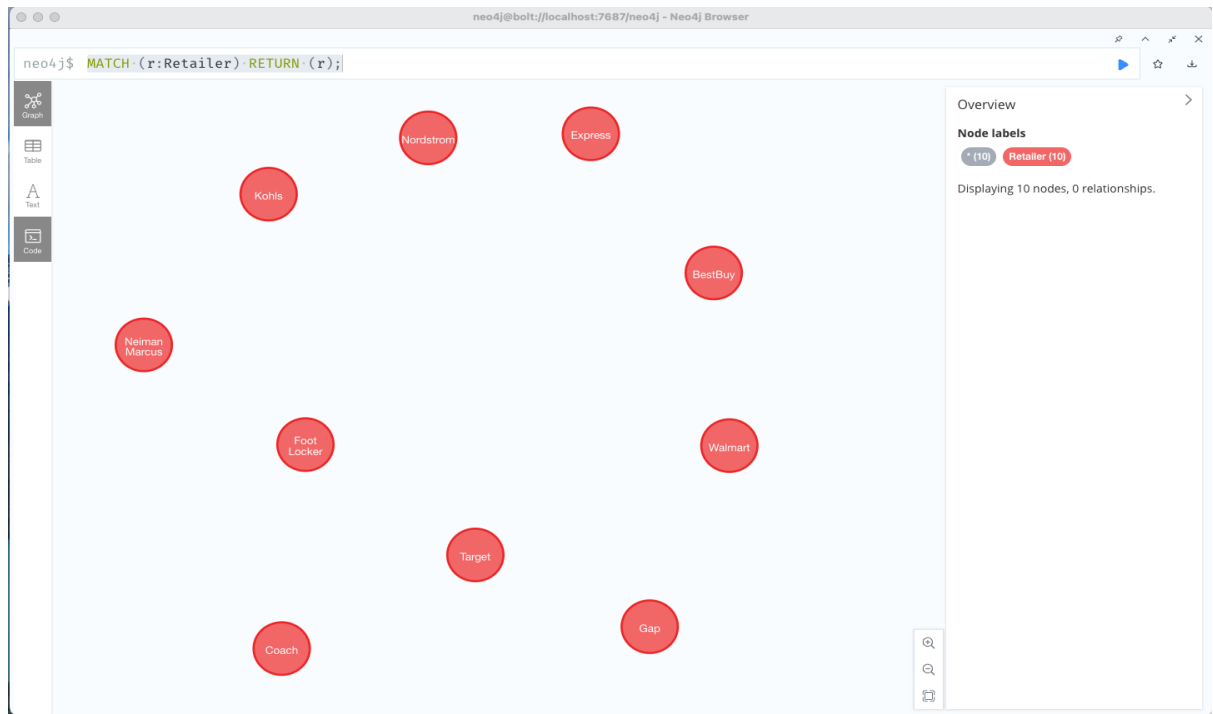 neo4j@bolt://localhost:7687/neo4j - Neo4j Browser
neo4j$ MATCH (r:Retailer) RETURN (r);
Graph
Table
A
Text
Code
Nordstrom
Express
Kohls
BestBuy
Neiman
Marcus
Foot
Locker
Walmart
Target
Gap
Coach
Overview
Node labels
* (10) Retailer (10)
Displaying 10 nodes, 0 relationships.